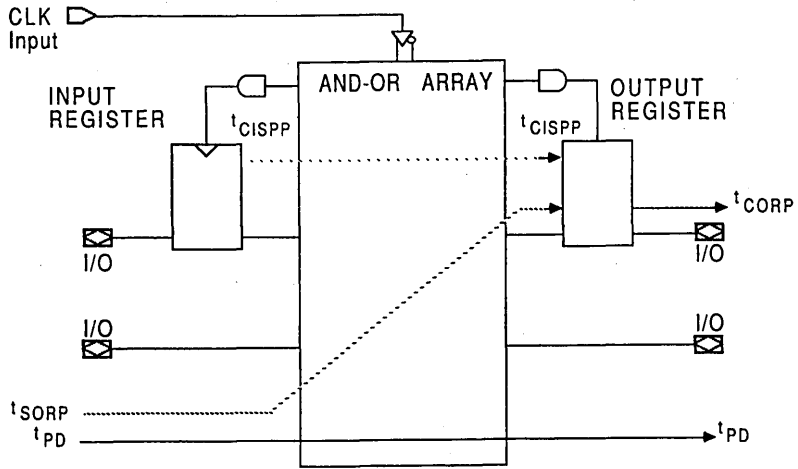 CLK
Input
AND-OR ARRAY
INPUT
REGISTER
OUTPUT
REGISTER
tCISPP
tCISPP
tCORP
I/O
I/O
I/O
I/O
tSORP
tPD
tPD